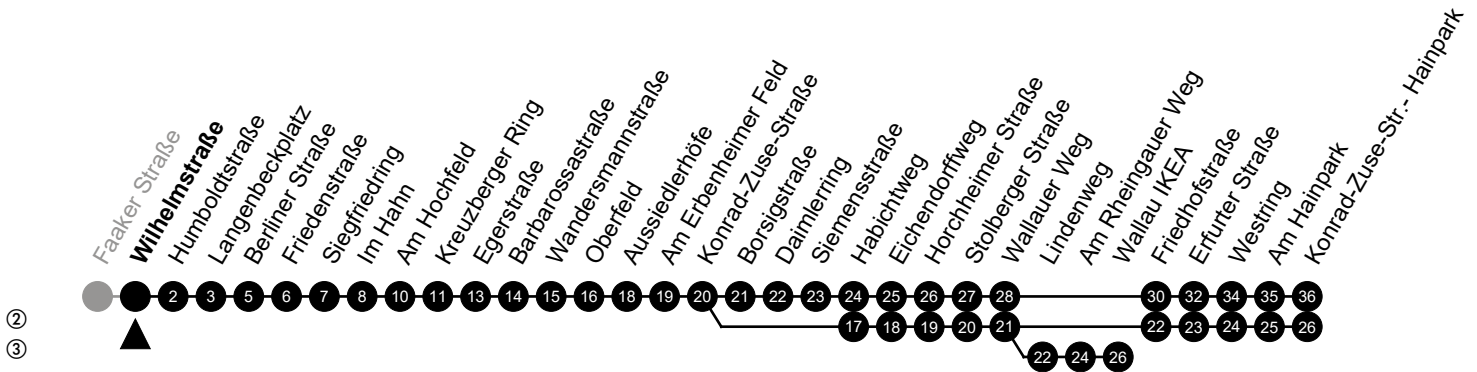 Faaker Straße
Wilhelmstraße
Humboldtstraße
Langenbeckplatz
Berliner Straße
Friedenstraße
Siegfriedring
Im Hahn
Am Hochfeld
Kreuzberger Ring
Egerstraße
Barbarossastraße
Wandersmannstraße
Oberfeld
Aussiedlerhöfe
Am Erbenheimer Feld
Konrad-Zuse-Straße
Borsigstraße
Daimlerring
Siemensstraße
Habichtweg
Eichendorffweg
Horchheimer Straße
Stolberger Straße
Wallauer Weg
Lindenweg
Am Rheingauer Weg
Wallau IKEA
Friedhofstraße
Erfurter Straße
Westring
Am Hainpark
Konrad-Zuse-Str.- Hainpark
2 3 5 6 7 8 10 11 13 14 15 16 18 19 20 21 22 23 24 25 26 27 28 30 32 34 35 36
② 17 18 19 20 21 22 23 24 25 26
③ 22 24 26